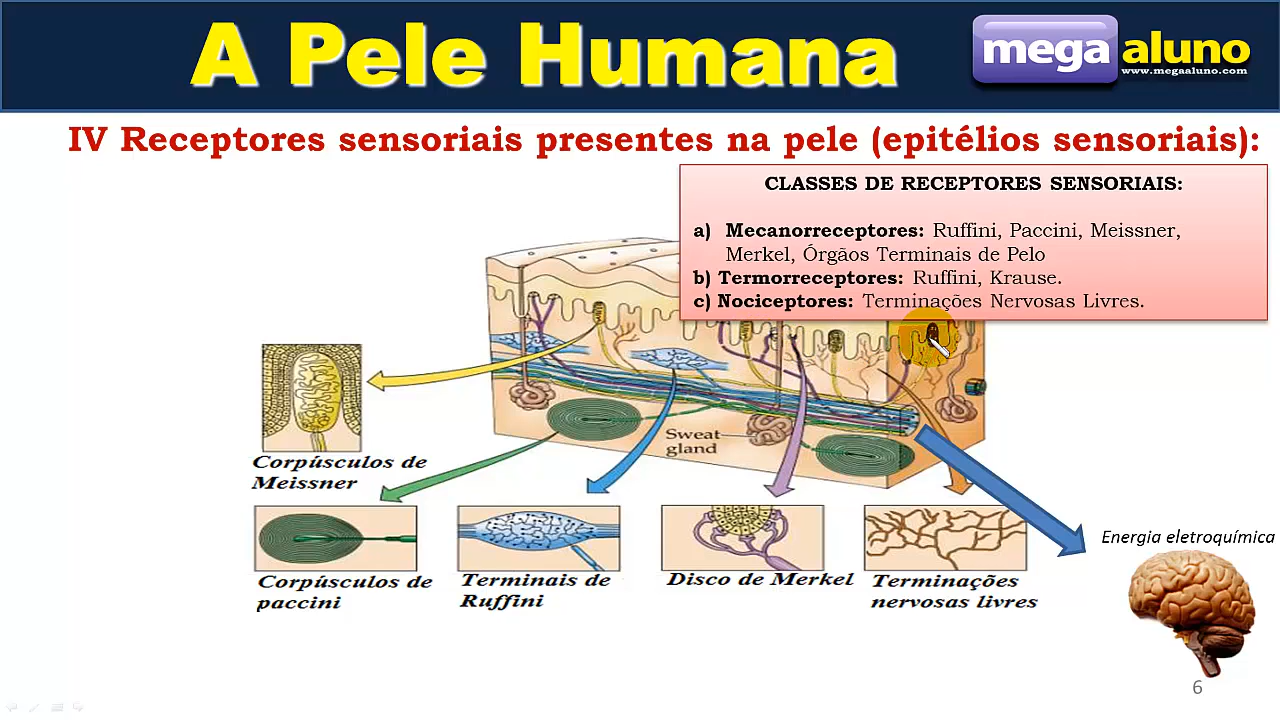 A Pele Humana
mega aluno
www.megaaluno.com
IV Receptores sensoriais presentes na pele (epitélios sensoriais):
CLASSES DE RECEPTORES SENSORIAIS:
a) Mecanorreceptores: Ruffini, Paccini, Meissner,
Merkel, Órgãos Terminais de Pelo
b) Termorreceptores: Ruffini, Krause.
c) Nociceptores: Terminações Nervosas Livres.
Sweat
gland
Corpúsculos de
Meissner
Corpúsculos de
paccini
Terminais de
Ruffini
Disco de Merkel
Terminações
nervosas livres
Energia eletroquímica
6